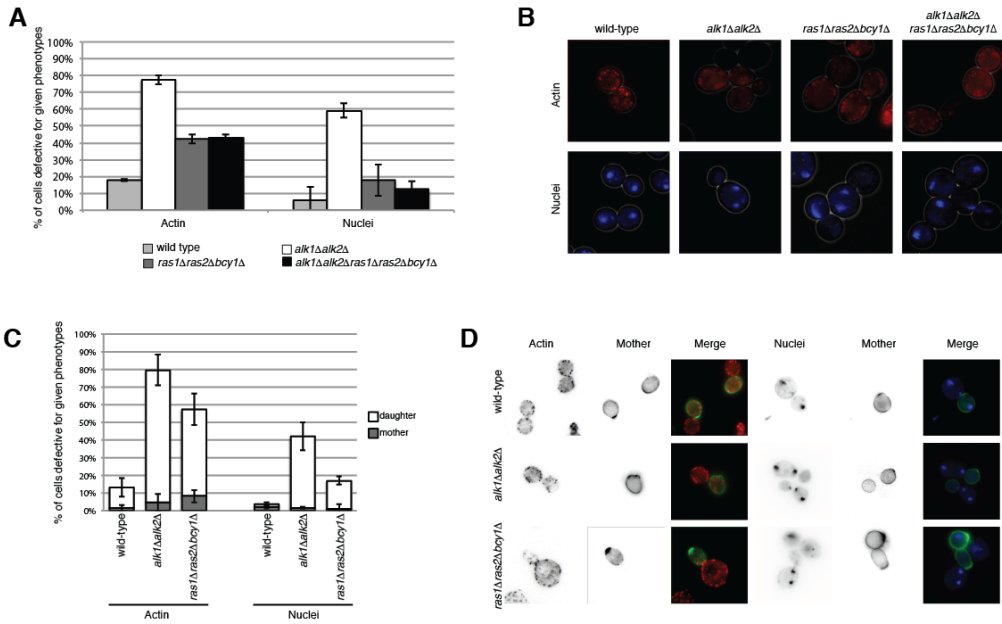 A
% of cells defective for given phenotypes
100%
90%
80%
70%
60%
50%
40%
30%
20%
10%
0%
Actin
Nuclei
wild type
alk1Δalk2Δ
ras1Δras2Δbcy1Δ
alk1Δalk2Δras1Δras2Δbcy1Δ
B
wild-type
alk1Δalk2Δ
ras1Δras2Δbcy1Δ
alk1Δalk2Δ
ras1Δras2Δbcy1Δ
Actin
Nuclei
C
% of cells defective for given phenotypes
100%
90%
80%
70%
60%
50%
40%
30%
20%
10%
0%
daughter
mother
wild-type
alk1Δalk2Δ
ras1Δras2Δbcy1Δ
wild-type
alk1Δalk2Δ
ras1Δras2Δbcy1Δ
Actin
Nuclei
D
Actin
Mother
Merge
Nuclei
Mother
Merge
wild-type
alk1Δalk2Δ
ras1Δras2Δbcy1Δ